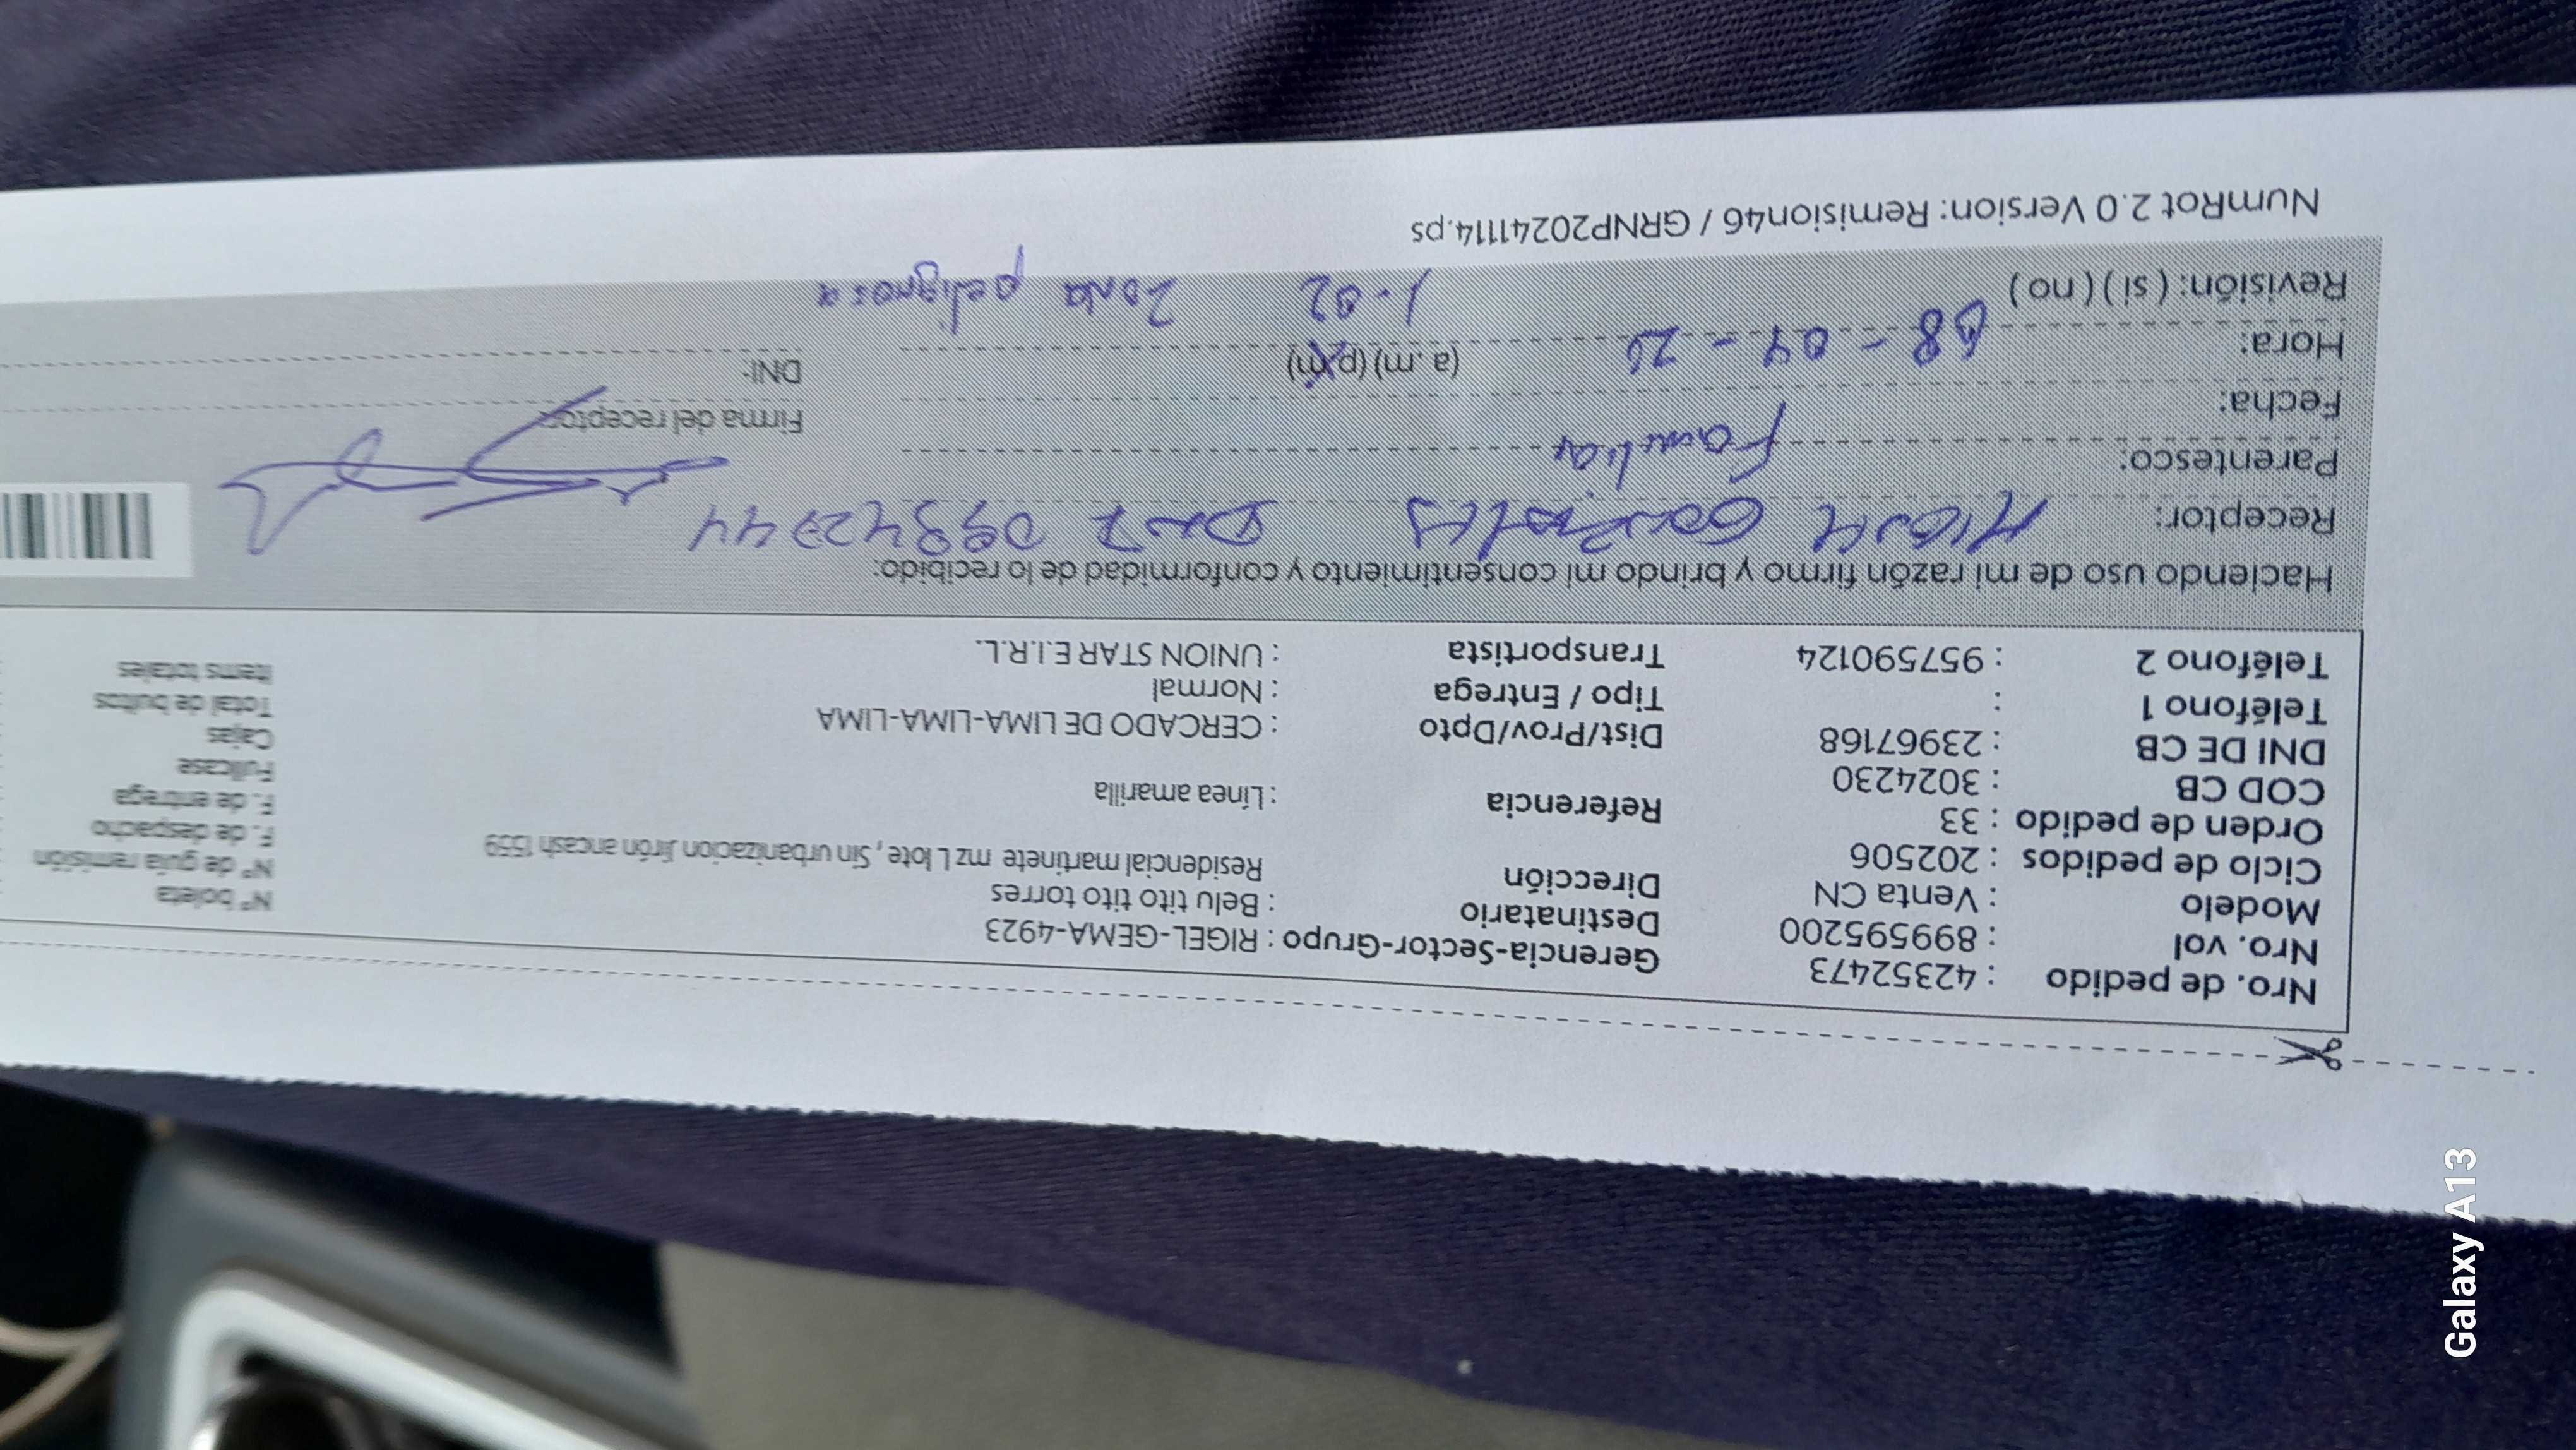 Nro. de pedido : 42352473
Nro. vol : 899595200
Modelo : Venta CN
Ciclo de pedidos : 202506
Orden de pedido : 33
COD CB : 3024230
DNI DE CB : 23967168
Teléfono 1 :
Teléfono 2 : 957590124
Gerencia-Sector-Grupo : RIGEL-GEMA-4923
Destinatario : Belu tito tito torres
Dirección Residencial martinete mz L lote , Sin urbanizacion Jirón ancash 1559
Referencia : Línea amarilla
Dist/Prov/Dpto : CERCADO DE LIMA-LIMA-LIMA
Tipo / Entrega : Normal
Transportista : UNION STAR E.I.R.L.
N° boleta
N° de guía remisión
F. de despacho
F. de entrega
Fullcase
Cajas
Total de bultos
Items totales
Haciendo uso de mi razón firmo y brindo mi consentimiento y conformidad de lo recibido:
Receptor:
Parentesco: Familiar
Fecha: 08-04-25
Hora: (a.m) (p.m)
Revisión: ( si ) ( no ) 1-02 zona peligrosa
Firma del receptor
DNI:
NumRot 2.0 Version: Remision46 / GRNP20241114.ps
Galaxy A13